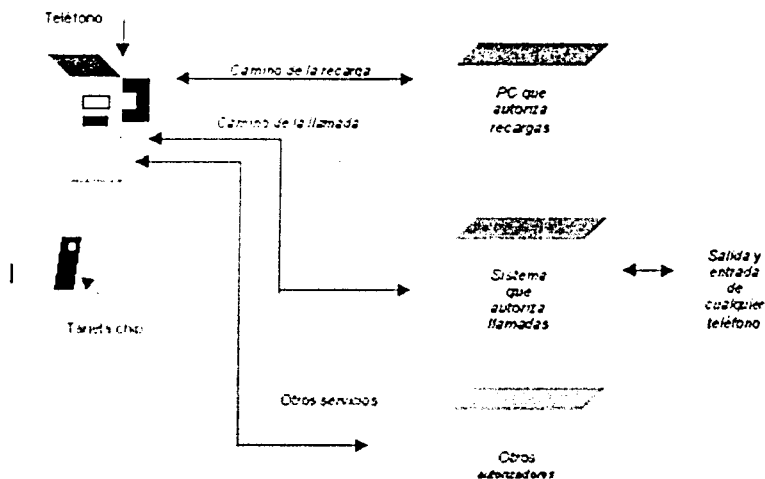 Teléfono
Camino de la recarga
Camino de la llamada
PC que
autoriza
recargas
Sistema
que
autoriza
llamadas
Salida y
entrada
de
cualquier
teléfono
Tarjeta chip
Otros servicios
Otros
autorizadores